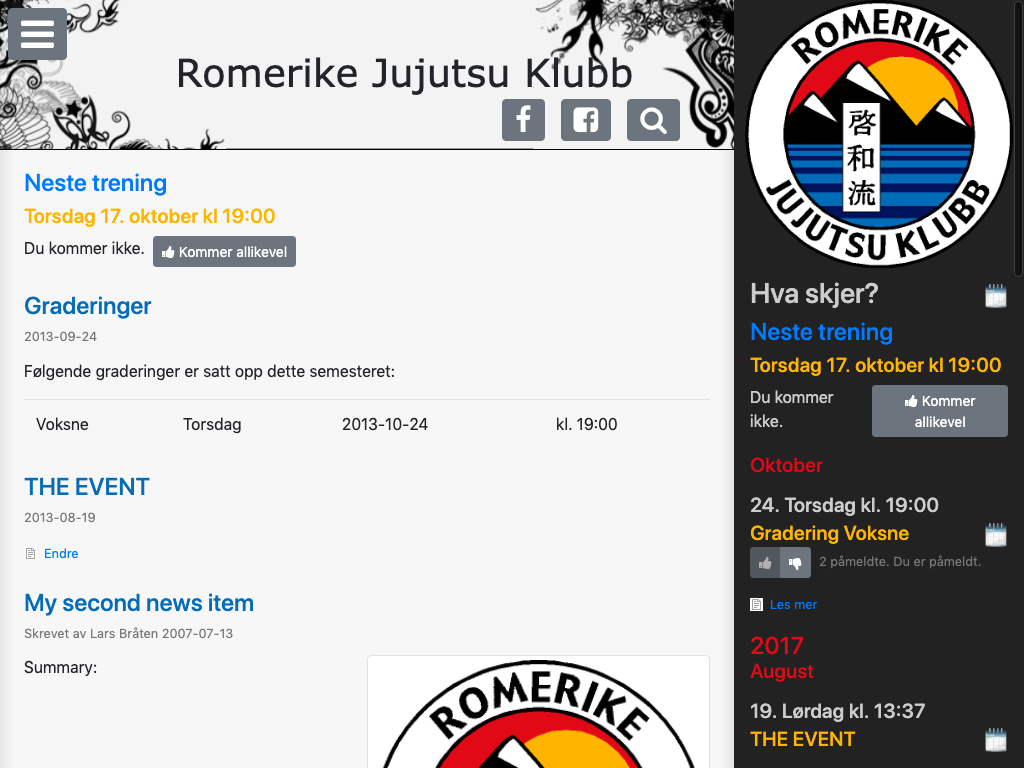 Romerike Jujutsu Klubb
Neste trening
Torsdag 17. oktober kl 19:00
Du kommer ikke. Kommer allikevel
Graderinger
2013-09-24
Følgende graderinger er satt opp dette semesteret:
Voksne Torsdag 2013-10-24 kl. 19:00
THE EVENT
2013-08-19
Endre
My second news item
Skrevet av Lars Bråten 2007-07-13
Summary:
ROMERIKE
ROMERIKE
啓和流
JUJUTSU KLUBB
Hva skjer?
Neste trening
Torsdag 17. oktober kl 19:00
Du kommer
ikke.
Kommer
allikevel
Oktober
24. Torsdag kl. 19:00
Gradering Voksne
2 påmeldte. Du er påmeldt.
Les mer
2017
August
19. Lørdag kl. 13:37
THE EVENT